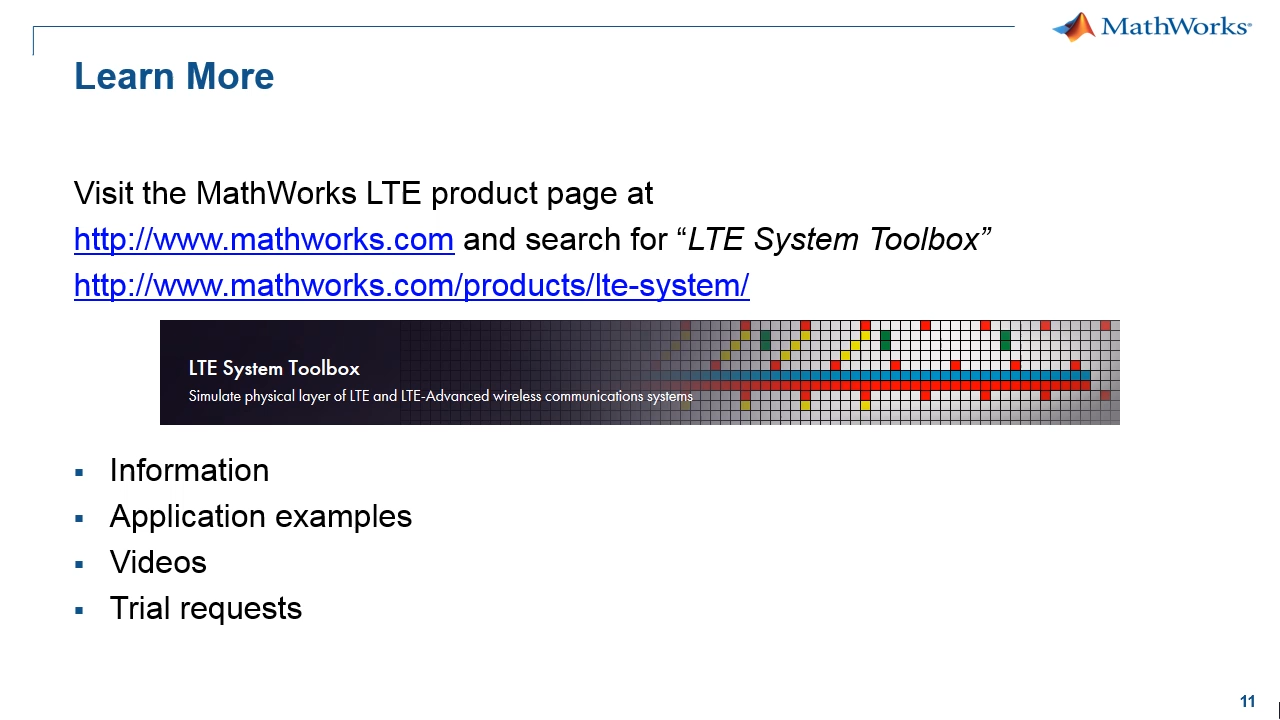 MathWorks®
Learn More
Visit the MathWorks LTE product page at
http://www.mathworks.com and search for “LTE System Toolbox”
http://www.mathworks.com/products/lte-system/
LTE System Toolbox
Simulate physical layer of LTE and LTE-Advanced wireless communications systems
▪ Information
▪ Application examples
▪ Videos
▪ Trial requests
11